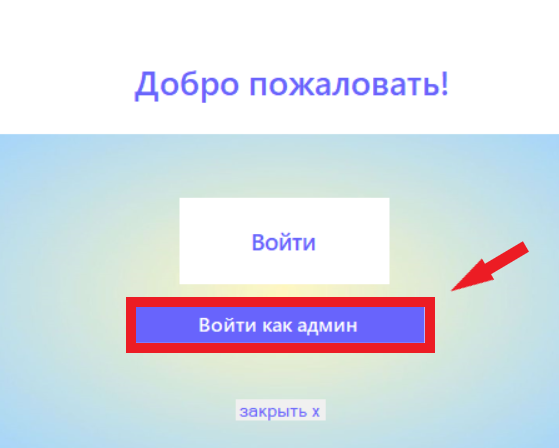 Добро пожаловать!
Войти
Войти как админ
закрыть x